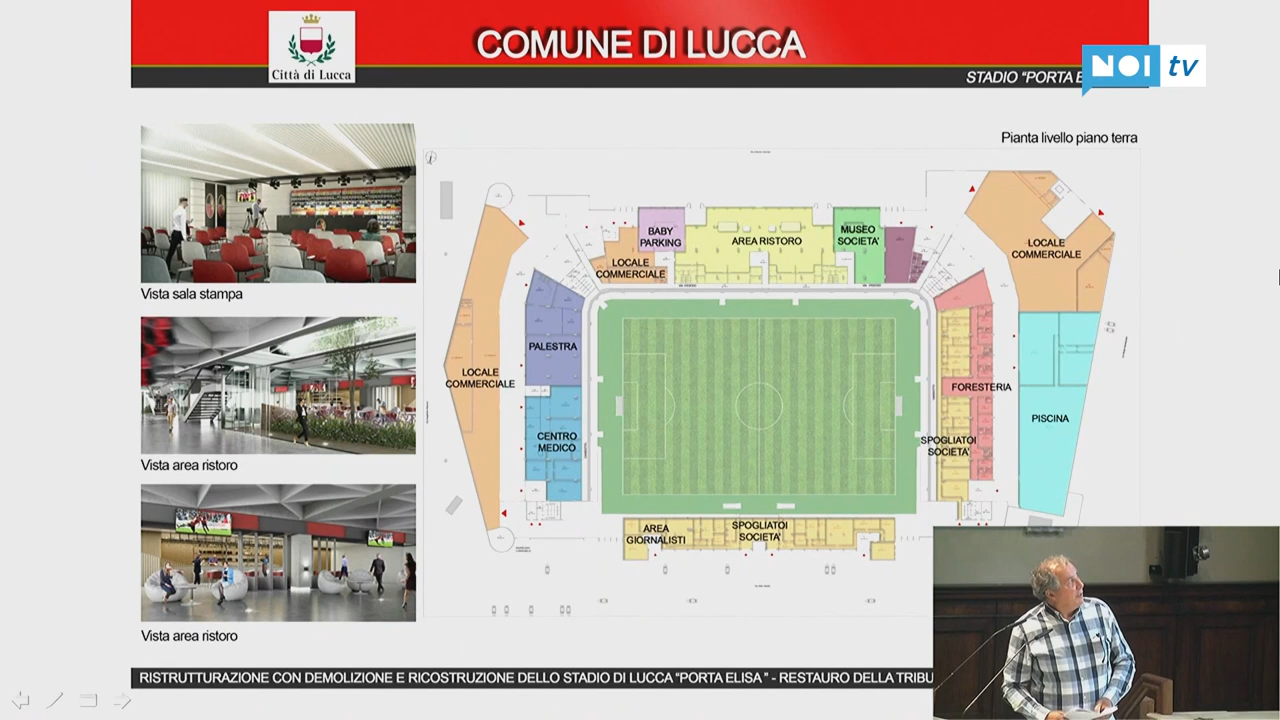 COMUNE DI LUCCA
Città di Lucca
STADIO "PORTA E
NOI tv
Pianta livello piano terra
Vista sala stampa
Vista area ristoro
Vista area ristoro
BABY
PARKING
AREA RISTORO
MUSEO
SOCIETA'
LOCALE
COMMERCIALE
LOCALE
COMMERCIALE
PALESTRA
LOCALE
COMMERCIALE
FORESTERIA
PISCINA
CENTRO
MEDICO
SPOGLIATOI
SOCIETA'
AREA
GIORNALISTI
SPOGLIATOI
SOCIETA'
RISTRUTTURAZIONE CON DEMOLIZIONE E RICOSTRUZIONE DELLO STADIO DI LUCCA "PORTA ELISA" - RESTAURO DELLA TRIBU